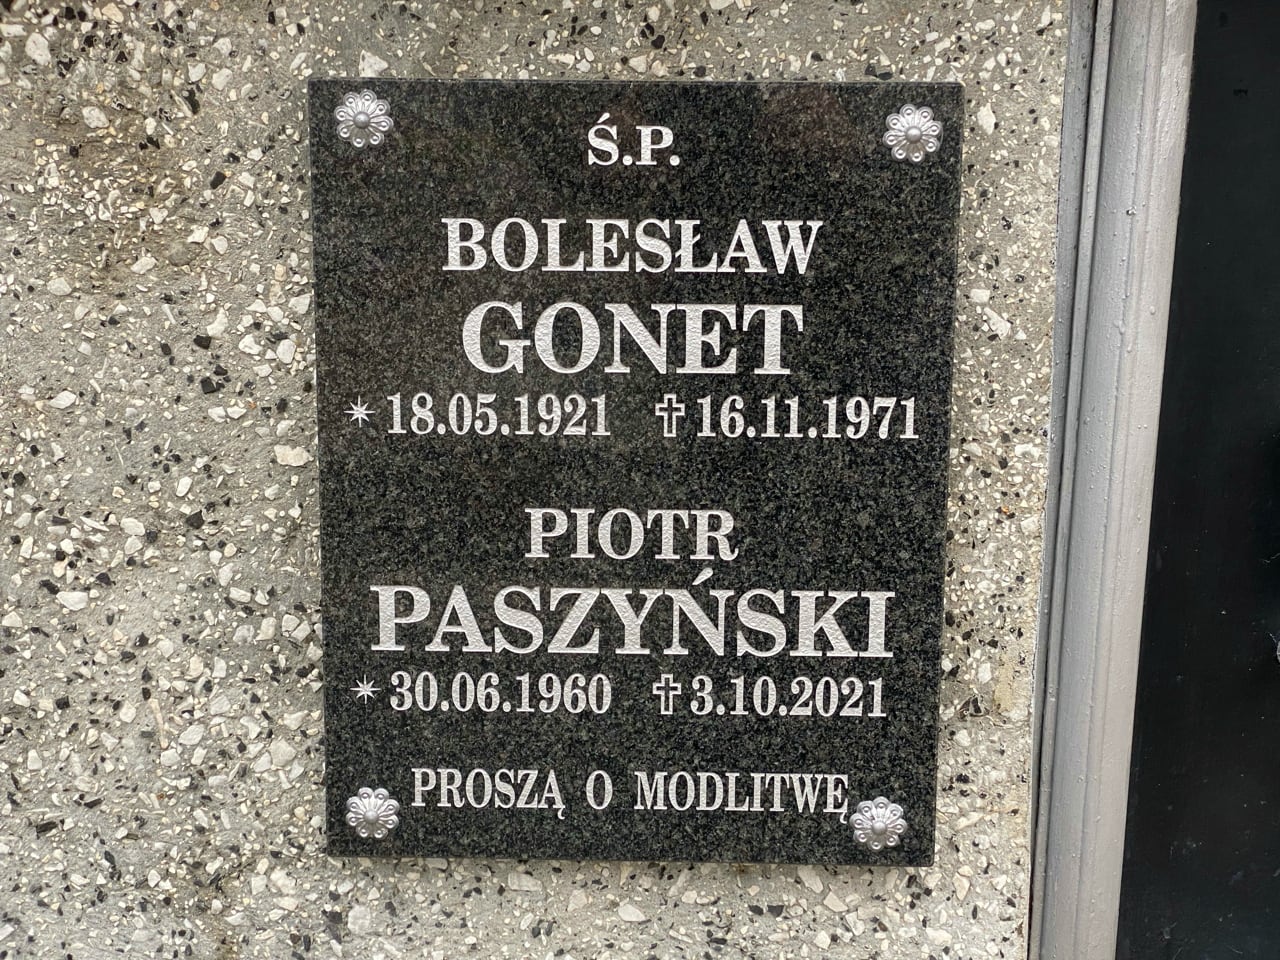 Ś.P.
BOLESŁAW
GONET
* 18.05.1921 ✝ 16.11.1971
PIOTR
PASZYŃSKI
* 30.06.1960 ✝ 3.10.2021
PROSZĄ O MODLITWĘ